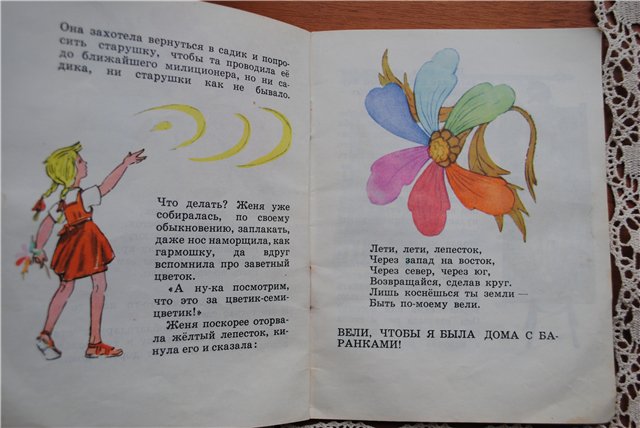 Она захотела вернуться в садик и попро-
сить старушку, чтобы та проводила её
до ближайшего милиционера, но ни са-
дика, ни старушки как не бывало.
Что делать? Женя уже
собиралась, по своему
обыкновению, заплакать,
даже нос наморщила, как
гармошку, да вдруг
вспомнила про заветный
цветок.
«А ну-ка посмотрим,
что это за цветик-семи-
цветик!»
Женя поскорее оторва-
ла жёлтый лепесток, ки-
нула его и сказала:
Лети, лети, лепесток,
Через запад на восток,
Через север, через юг,
Возвращайся, сделав круг.
Лишь коснёшься ты земли —
Быть по-моему вели.
ВЕЛИ, ЧТОБЫ Я БЫЛА ДОМА С БА-
РАНКАМИ!